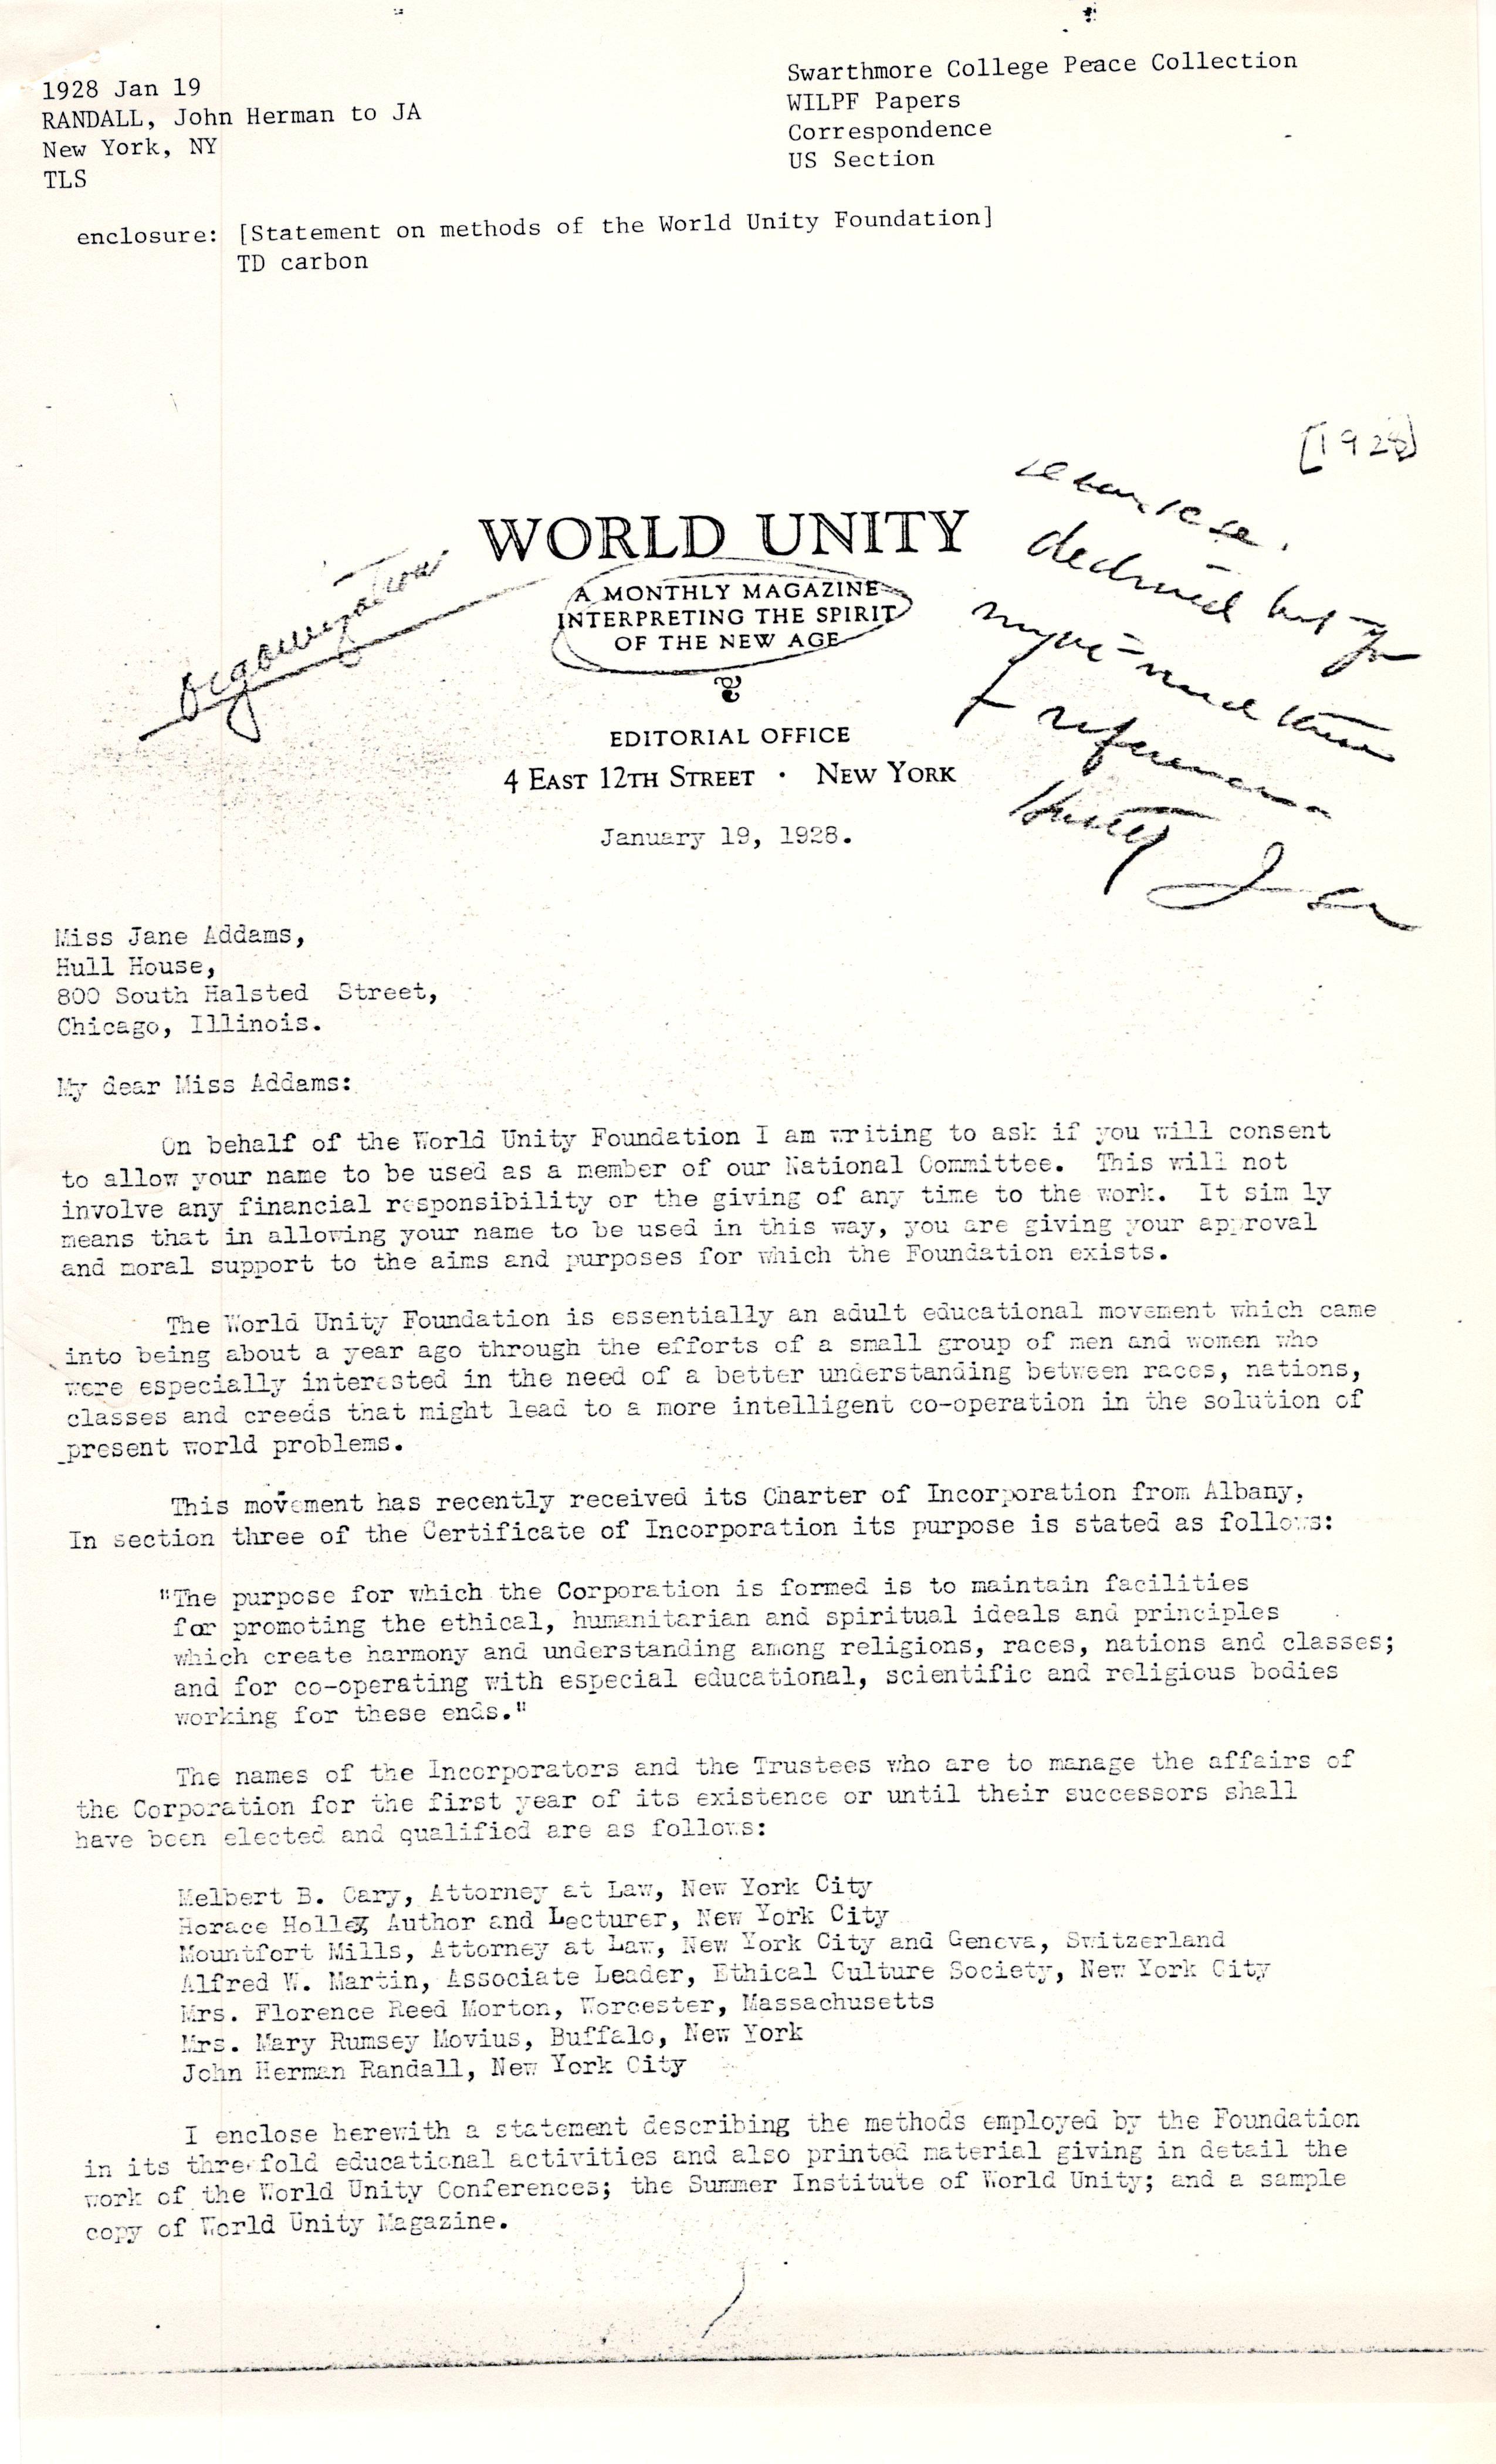 1928 Jan 19
RANDALL, John Herman to JA
New York, NY
TLS
Swarthmore College Peace Collection
WILPF Papers
Correspondence
US Section
enclosure: [Statement on methods of the World Unity Foundation]
TD carbon
[1928]
WORLD UNITY
A MONTHLY MAGAZINE
INTERPRETING THE SPIRIT
OF THE NEW AGE
organization
declined but
reference
EDITORIAL OFFICE
4 EAST 12TH STREET · NEW YORK
January 19, 1928.
Miss Jane Addams,
Hull House,
800 South Halsted Street,
Chicago, Illinois.
My dear Miss Addams:
On behalf of the World Unity Foundation I am writing to ask if you will consent
to allow your name to be used as a member of our National Committee. This will not
involve any financial responsibility or the giving of any time to the work. It sim ly
means that in allowing your name to be used in this way, you are giving your approval
and moral support to the aims and purposes for which the Foundation exists.
The World Unity Foundation is essentially an adult educational movement which came
into being about a year ago through the efforts of a small group of men and women who
were especially interested in the need of a better understanding between races, nations,
classes and creeds that might lead to a more intelligent co-operation in the solution of
present world problems.
This movement has recently received its Charter of Incorporation from Albany.
In section three of the Certificate of Incorporation its purpose is stated as follows:
"The purpose for which the Corporation is formed is to maintain facilities
for promoting the ethical, humanitarian and spiritual ideals and principles
which create harmony and understanding among religions, races, nations and classes;
and for co-operating with especial educational, scientific and religious bodies
working for these ends."
The names of the Incorporators and the Trustees who are to manage the affairs of
the Corporation for the first year of its existence or until their successors shall
have been elected and qualified are as follows:
Melbert B. Cary, Attorney at Law, New York City
Horace Holley, Author and Lecturer, New York City
Mountfort Mills, Attorney at Law, New York City and Geneva, Switzerland
Alfred W. Martin, Associate Leader, Ethical Culture Society, New York City
Mrs. Florence Reed Morton, Worcester, Massachusetts
Mrs. Mary Rumsey Movius, Buffalo, New York
John Herman Randall, New York City
I enclose herewith a statement describing the methods employed by the Foundation
in its threefold educational activities and also printed material giving in detail the
work of the World Unity Conferences; the Summer Institute of World Unity; and a sample
copy of World Unity Magazine.